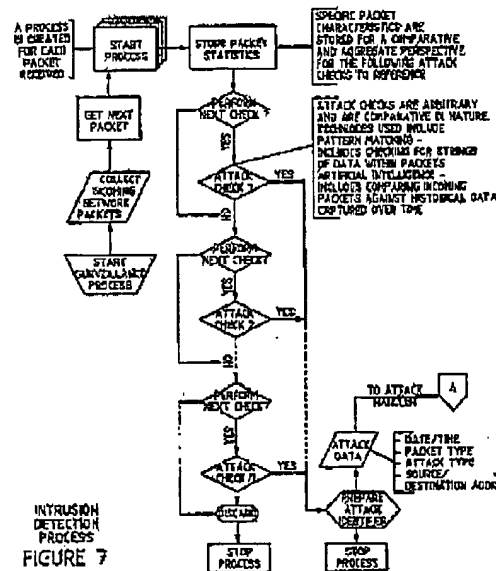 A PROCESS
IS CREATED
FOR EACH
PACKET
RECEIVED
START
PROCESS
STORE PACKET
STATISTICS
SPECIFIC PACKET
CHARACTERISTICS ARE
STORED FOR A COMPARATIVE
AND AGGREGATE PERSPECTIVE
FOR THE FOLLOWING ATTACK
CHECKS TO REFERENCE
GET NEXT
PACKET
COLLECT
INCOMING
NETWORK
PACKETS
START
SURVEILLANCE
PROCESS
PERFORM
NEXT CHECK?
YES
ATTACK
CHECK 1
YES
NO
ATTACK CHECKS ARE ARBITRARY
AND ARE COMPARATIVE IN NATURE.
TECHNIQUES USED INCLUDE
PATTERN MATCHING -
INCLUDES CHECKING FOR STRINGS
OF DATA WITHIN PACKETS
ARTIFICIAL INTELLIGENCE -
INCLUDES COMPARING INCOMING
PACKETS AGAINST HISTORICAL DATA
CAPTURED OVER TIME
PERFORM
NEXT CHECK?
YES
ATTACK
CHECK 2
YES
NO
PERFORM
NEXT CHECK?
YES
ATTACK
CHECK n
YES
DISCARD
STOP
PROCESS
TO ATTACK
HANDLER
A
ATTACK
DATA
DATE/TIME
PACKET TYPE
ATTACK TYPE
SOURCE/
DESTINATION ADDR
PREPARE
ATTACK
IDENTIFIER
STOP
PROCESS
INTRUSION
DETECTION
PROCESS
FIGURE 7